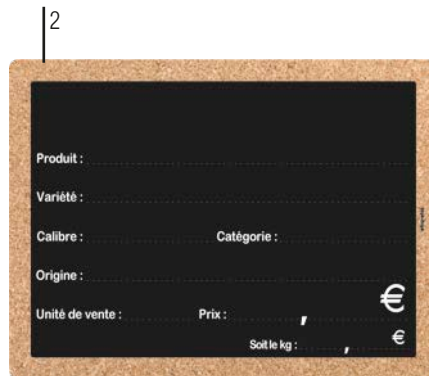 2
Produit :
Variété :
Calibre : Catégorie :
Origine :
Unité de vente : Prix : , €
Soit le kg : , €